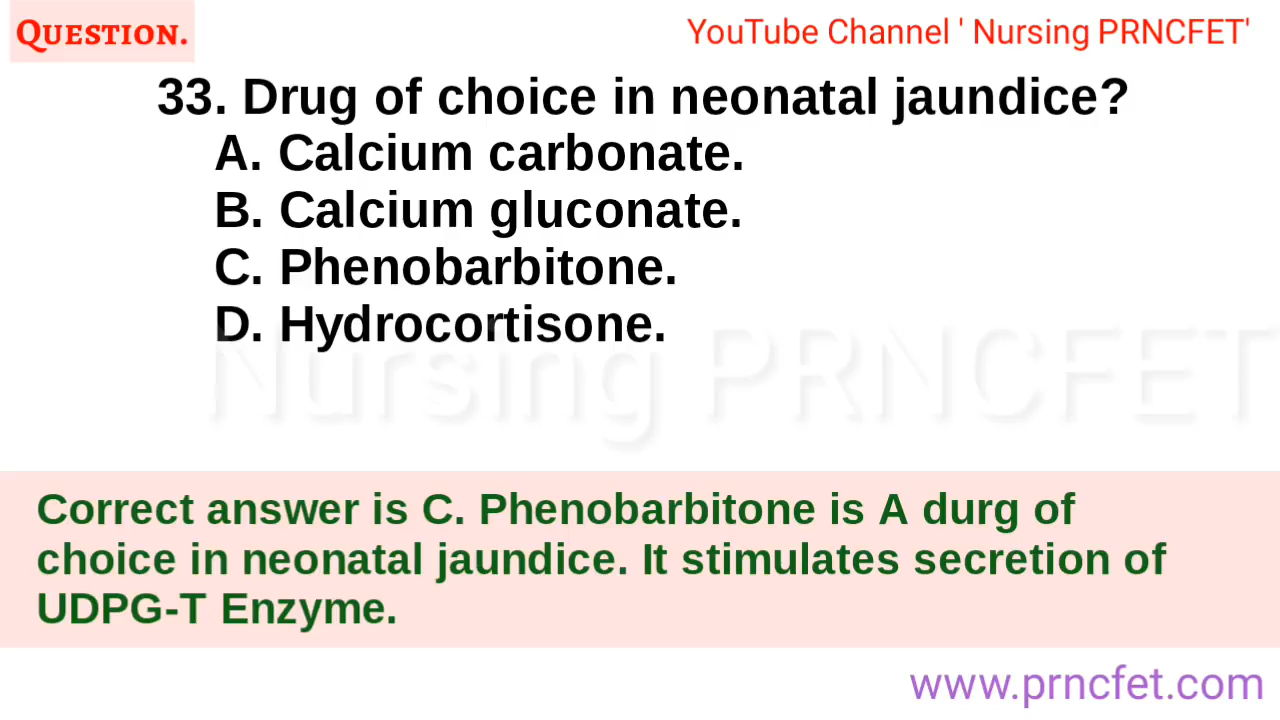 QUESTION.
YouTube Channel ' Nursing PRNCFET'
33. Drug of choice in neonatal jaundice?
A. Calcium carbonate.
B. Calcium gluconate.
C. Phenobarbitone.
D. Hydrocortisone.
Nursing PRNCFET
Correct answer is C. Phenobarbitone is A durg of
choice in neonatal jaundice. It stimulates secretion of
UDPG-T Enzyme.
www.prncfet.com